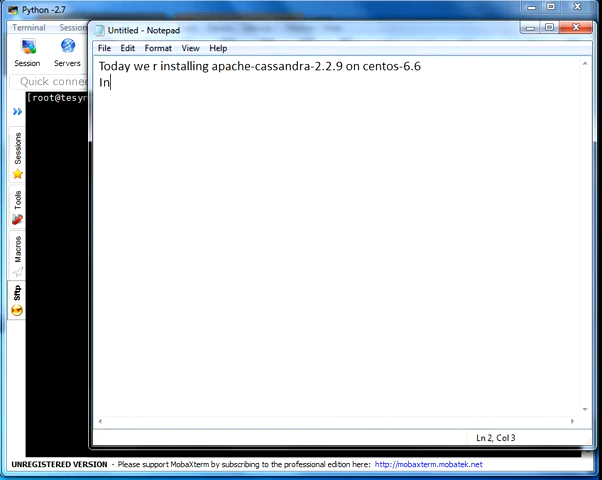 Python -2.7
Untitled - Notepad
Terminal Session
File Edit Format View Help
Session Servers
Today we r installing apache-cassandra-2.2.9 on centos-6.6
In
Quick connec
[root@tesyr
Sessions
Tools
Macros
Sftp
Ln 2, Col 3
UNREGISTERED VERSION - Please support MobaXterm by subscribing to the professional edition here: http://mobaxterm.mobatek.net